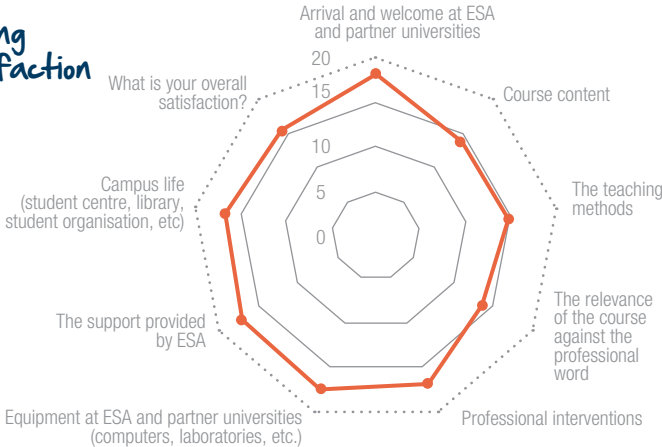 Arrival and welcome at ESA
and partner universities
20
15
10
5
0
Course content
The teaching
methods
The relevance
of the course
against the
professional
word
Professional interventions
Equipment at ESA and partner universities
(computers, laboratories, etc.)
The support provided
by ESA
Campus life
(student centre, library,
student organisation, etc)
What is your overall
satisfaction?